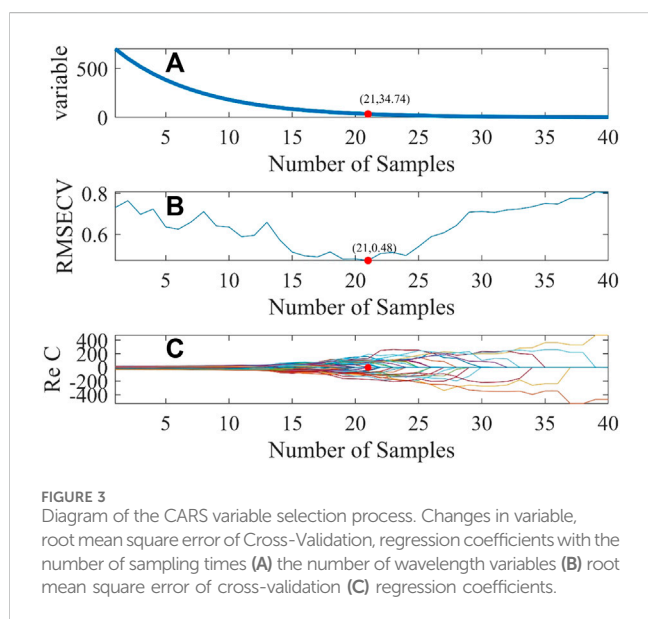 A
variable
500
0
(21,34.74)
5 10 15 20 25 30 35 40
Number of Samples
B
RMSECV
0.8
0.6
(21,0.48)
5 10 15 20 25 30 35 40
Number of Samples
C
Re C
400
200
0
-200
-400
5 10 15 20 25 30 35 40
Number of Samples
FIGURE 3
Diagram of the CARS variable selection process. Changes in variable,
root mean square error of Cross-Validation, regression coefficients with the
number of sampling times (A) the number of wavelength variables (B) root
mean square error of cross-validation (C) regression coefficients.